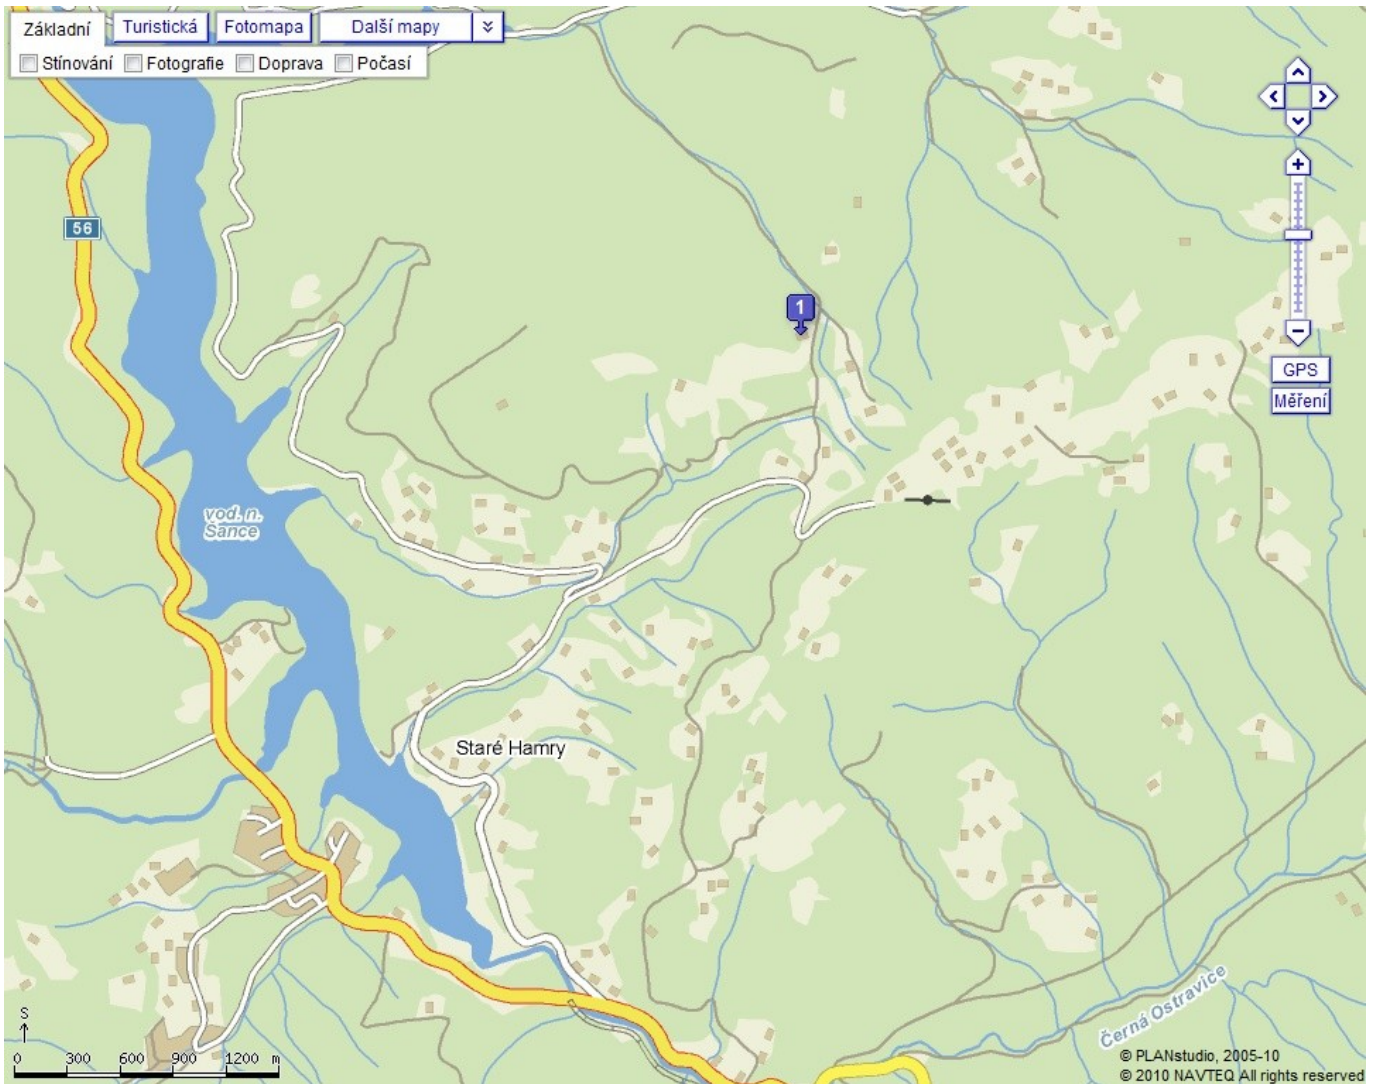 Základní
Turistická
Fotomapa
Další mapy
Stínování
Fotografie
Doprava
Počasí
56
1
GPS
Měření
vod. n.
Šance
Staré Hamry
Černá Ostravice
S
0 300 600 900 1200 m
© PLANstudio, 2005-10
© 2010 NAVTEQ All rights reserved